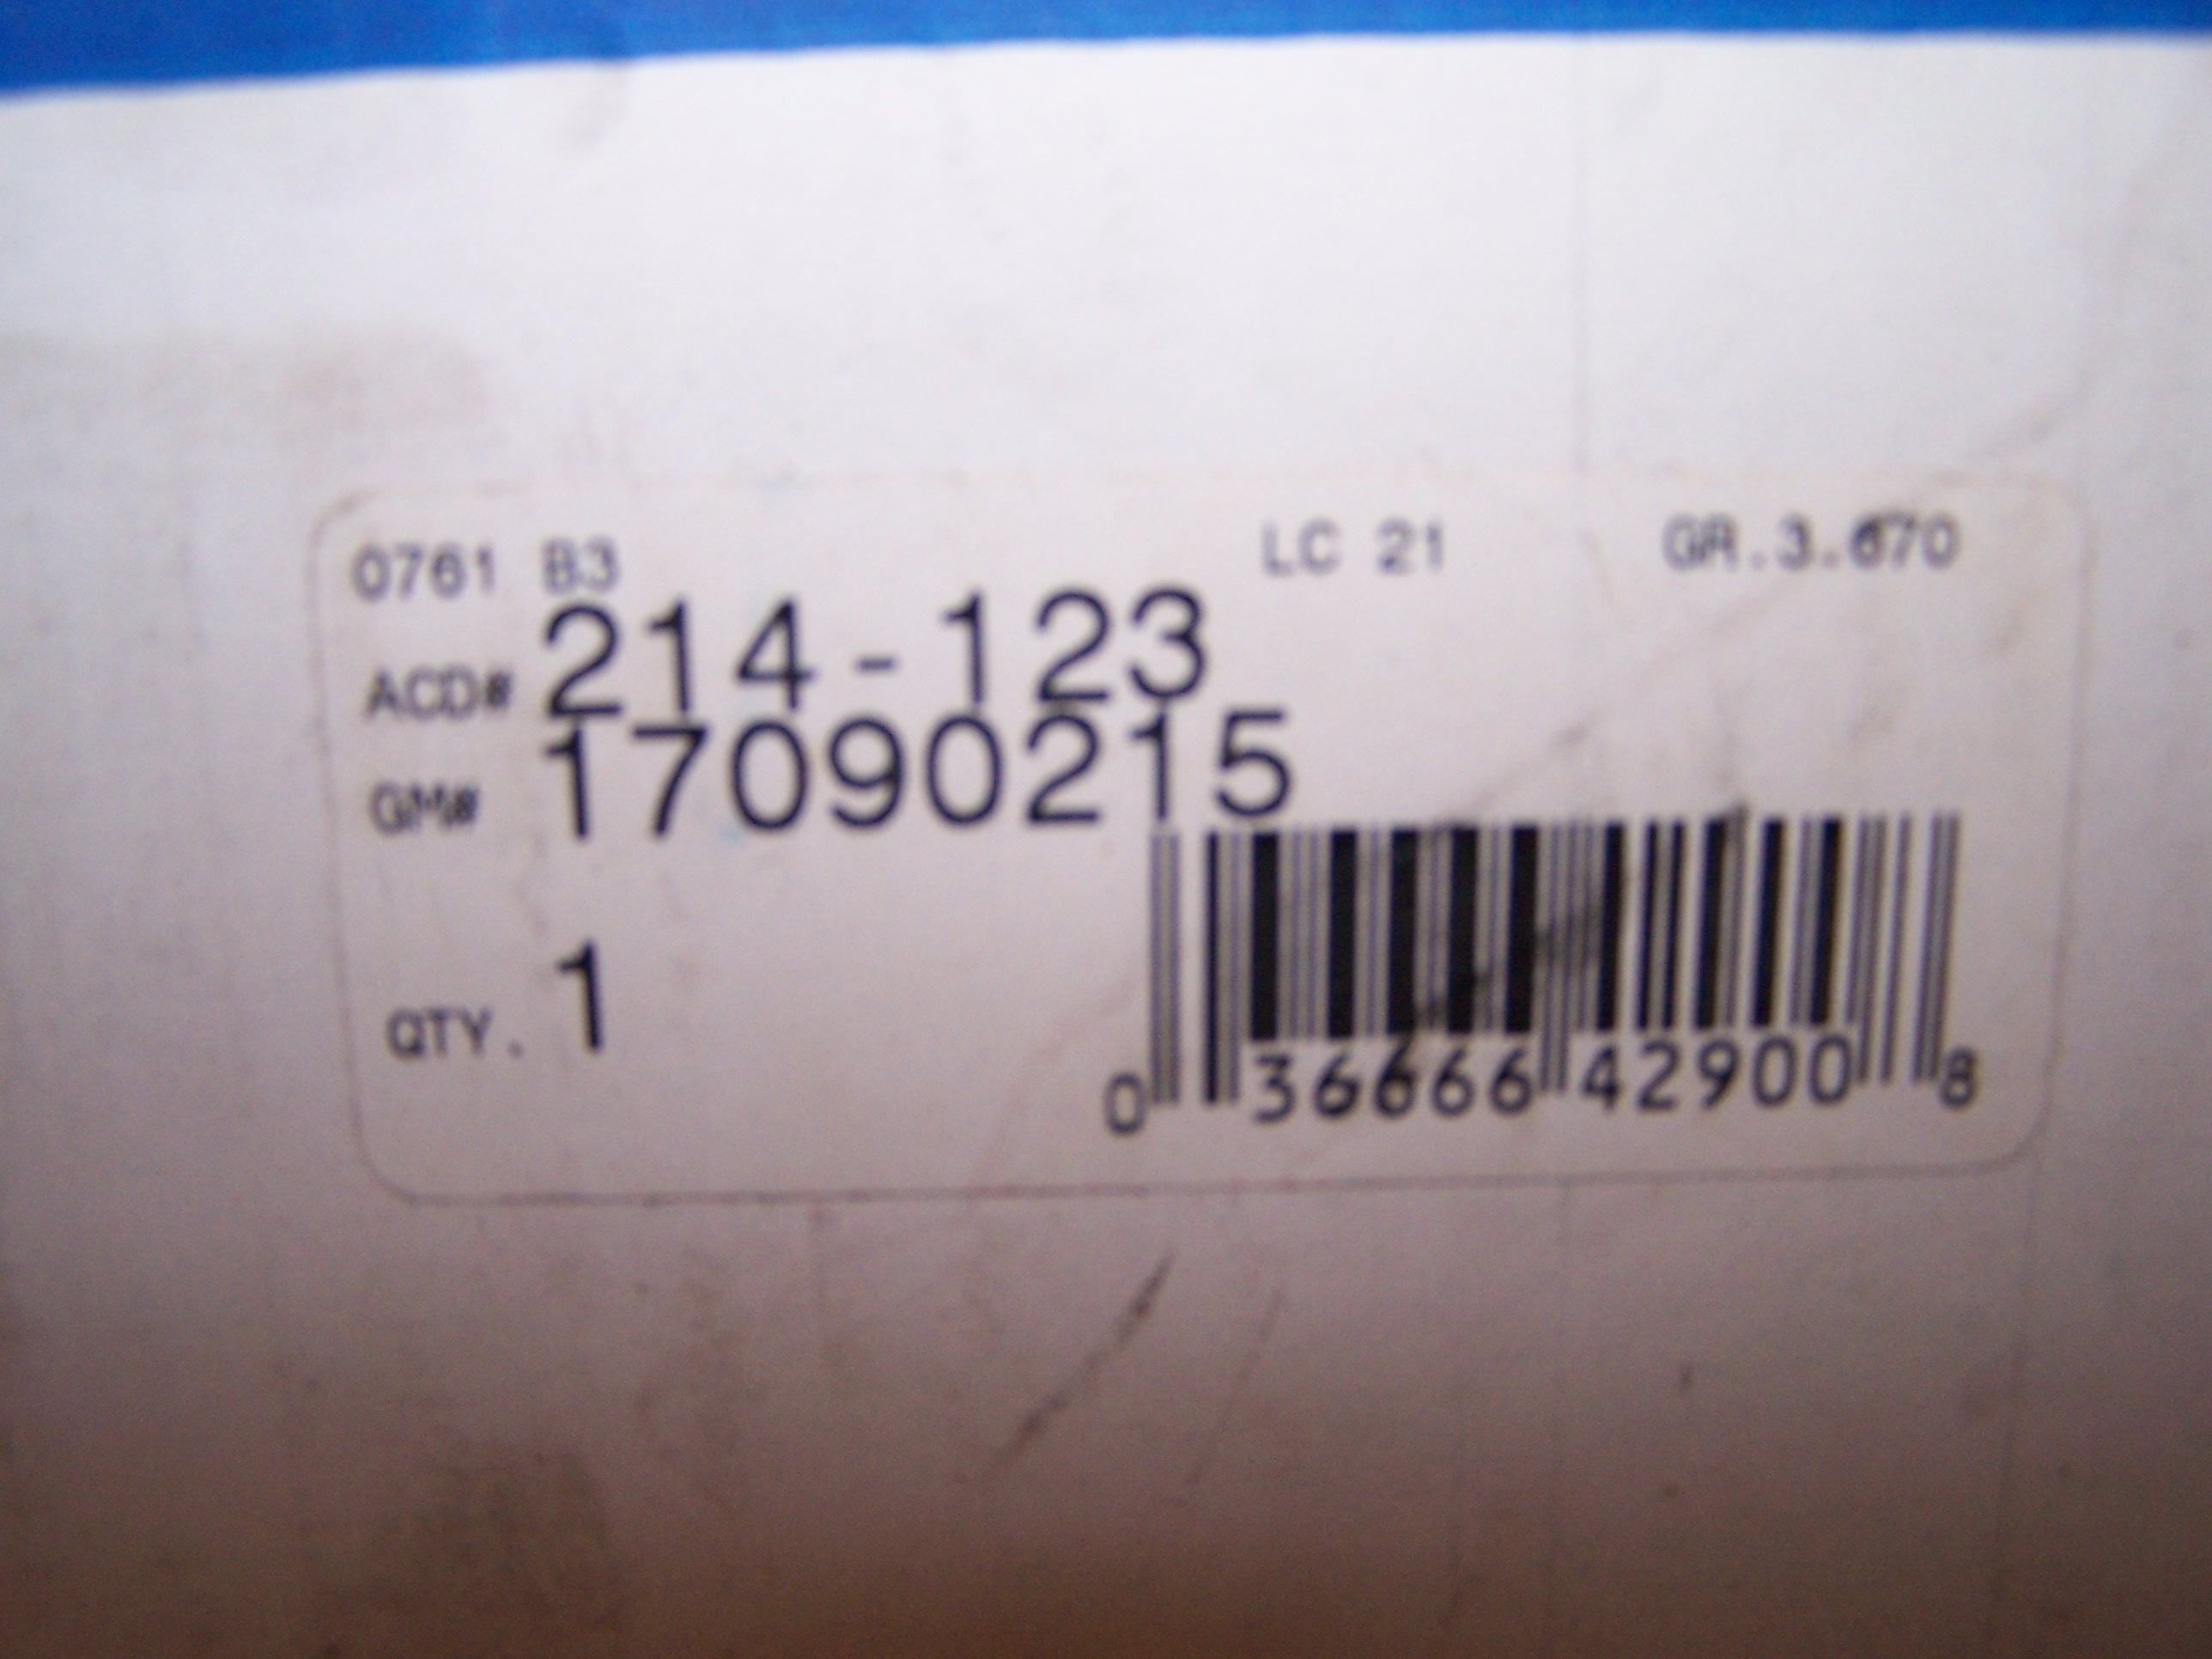 0761 B3 LC 21 GR.3.670
ACD# 214-123
GM# 17090215
QTY. 1
0 36666 42900 8